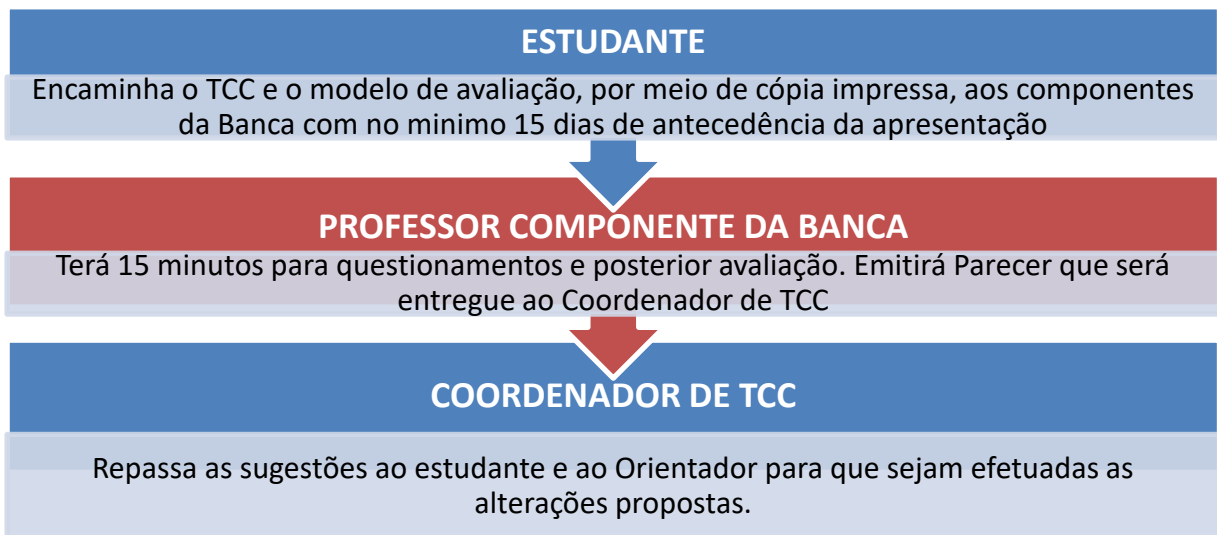 ESTUDANTE
Encaminha o TCC e o modelo de avaliação, por meio de cópia impressa, aos componentes
da Banca com no minimo 15 dias de antecedência da apresentação
PROFESSOR COMPONENTE DA BANCA
Terá 15 minutos para questionamentos e posterior avaliação. Emitirá Parecer que será
entregue ao Coordenador de TCC
COORDENADOR DE TCC
Repassa as sugestões ao estudante e ao Orientador para que sejam efetuadas as
alterações propostas.